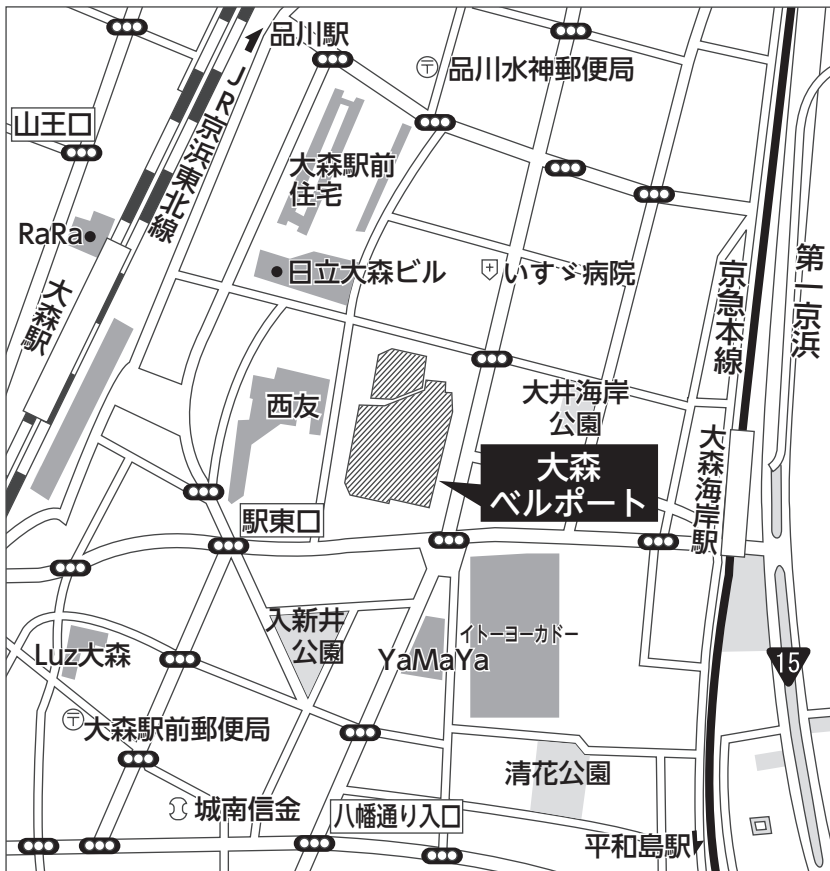 品川駅
品川水神郵便局
JR京浜東北線
山王口
大森駅前
住宅
RaRa
日立大森ビル
いすゞ病院
京急本線
第一京浜
大森駅
西友
大井海岸
公園
大森
ベルポート
大森海岸駅
駅東口
入新井
公園
イトーヨーカドー
Luz大森
YaMaYa
15
大森駅前郵便局
清花公園
城南信金
八幡通り入口
平和島駅